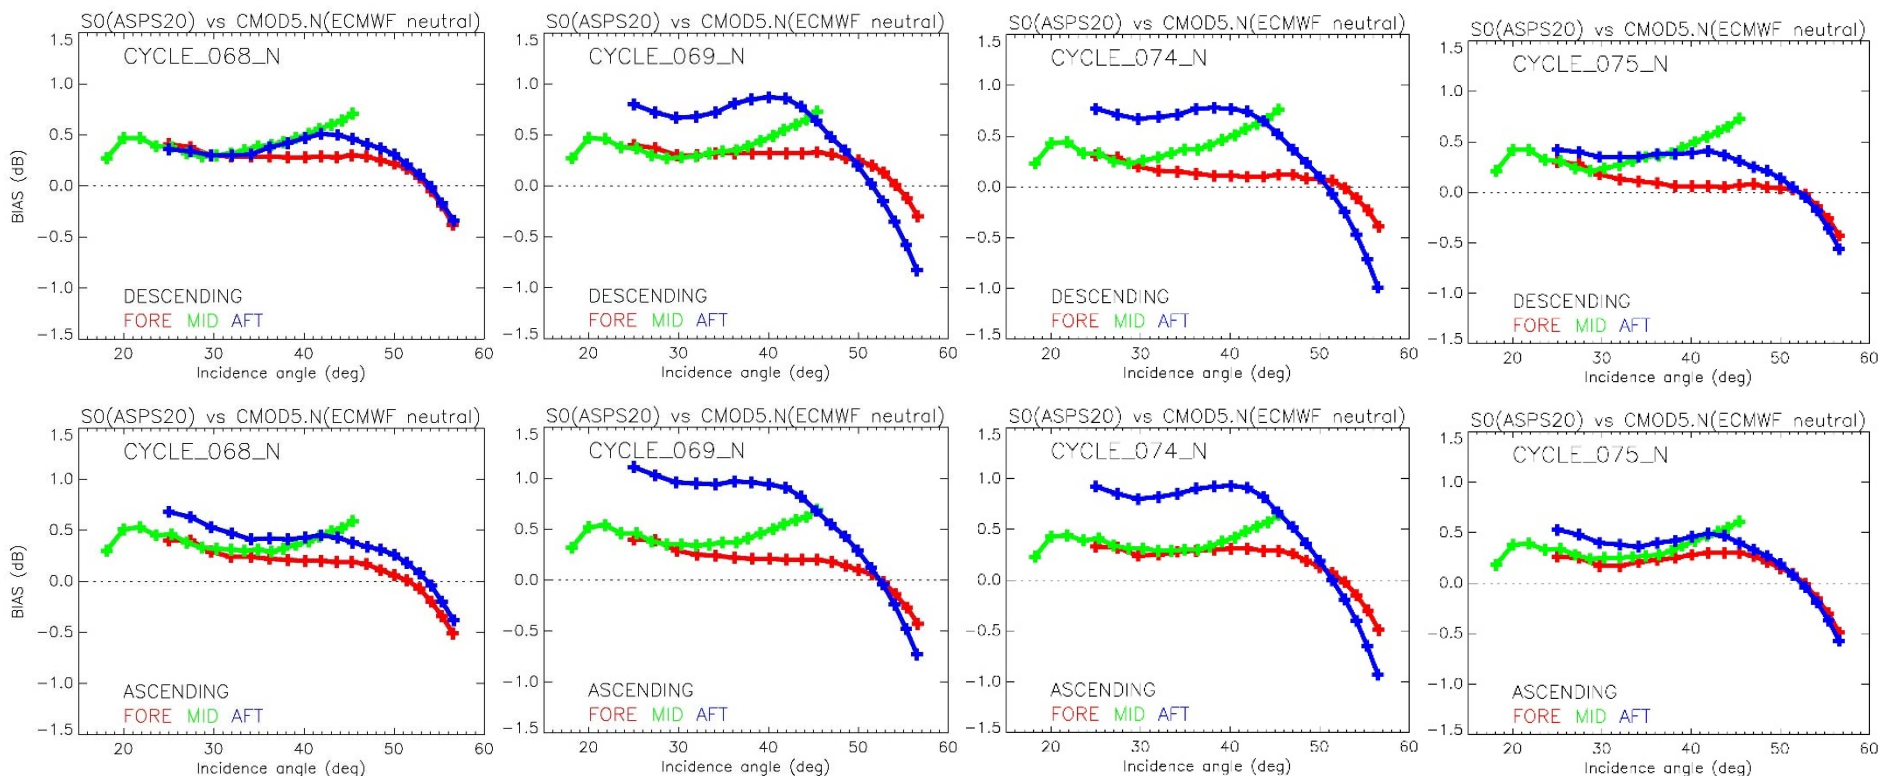 S0(ASPS20) vs CMOD5.N(ECMWF neutral)
CYCLE_068_N
BIAS (dB)
1.5
1.0
0.5
0.0
−0.5
−1.0
−1.5
DESCENDING
FORE MID AFT
20 30 40 50 60
Incidence angle (deg)
S0(ASPS20) vs CMOD5.N(ECMWF neutral)
CYCLE_069_N
1.5
1.0
0.5
0.0
−0.5
−1.0
−1.5
DESCENDING
FORE MID AFT
20 30 40 50 60
Incidence angle (deg)
S0(ASPS20) vs CMOD5.N(ECMWF neutral)
CYCLE_074_N
1.5
1.0
0.5
0.0
−0.5
−1.0
−1.5
DESCENDING
FORE MID AFT
20 30 40 50 60
Incidence angle (deg)
S0(ASPS20) vs CMOD5.N(ECMWF neutral)
CYCLE_075_N
1.5
1.0
0.5
0.0
−0.5
−1.0
−1.5
DESCENDING
FORE MID AFT
20 30 40 50 60
Incidence angle (deg)
S0(ASPS20) vs CMOD5.N(ECMWF neutral)
CYCLE_068_N
BIAS (dB)
1.5
1.0
0.5
0.0
−0.5
−1.0
−1.5
ASCENDING
FORE MID AFT
20 30 40 50 60
Incidence angle (deg)
S0(ASPS20) vs CMOD5.N(ECMWF neutral)
CYCLE_069_N
1.5
1.0
0.5
0.0
−0.5
−1.0
−1.5
ASCENDING
FORE MID AFT
20 30 40 50 60
Incidence angle (deg)
S0(ASPS20) vs CMOD5.N(ECMWF neutral)
CYCLE_074_N
1.5
1.0
0.5
0.0
−0.5
−1.0
−1.5
ASCENDING
FORE MID AFT
20 30 40 50 60
Incidence angle (deg)
S0(ASPS20) vs CMOD5.N(ECMWF neutral)
CYCLE_075_N
1.5
1.0
0.5
0.0
−0.5
−1.0
−1.5
ASCENDING
FORE MID AFT
20 30 40 50 60
Incidence angle (deg)